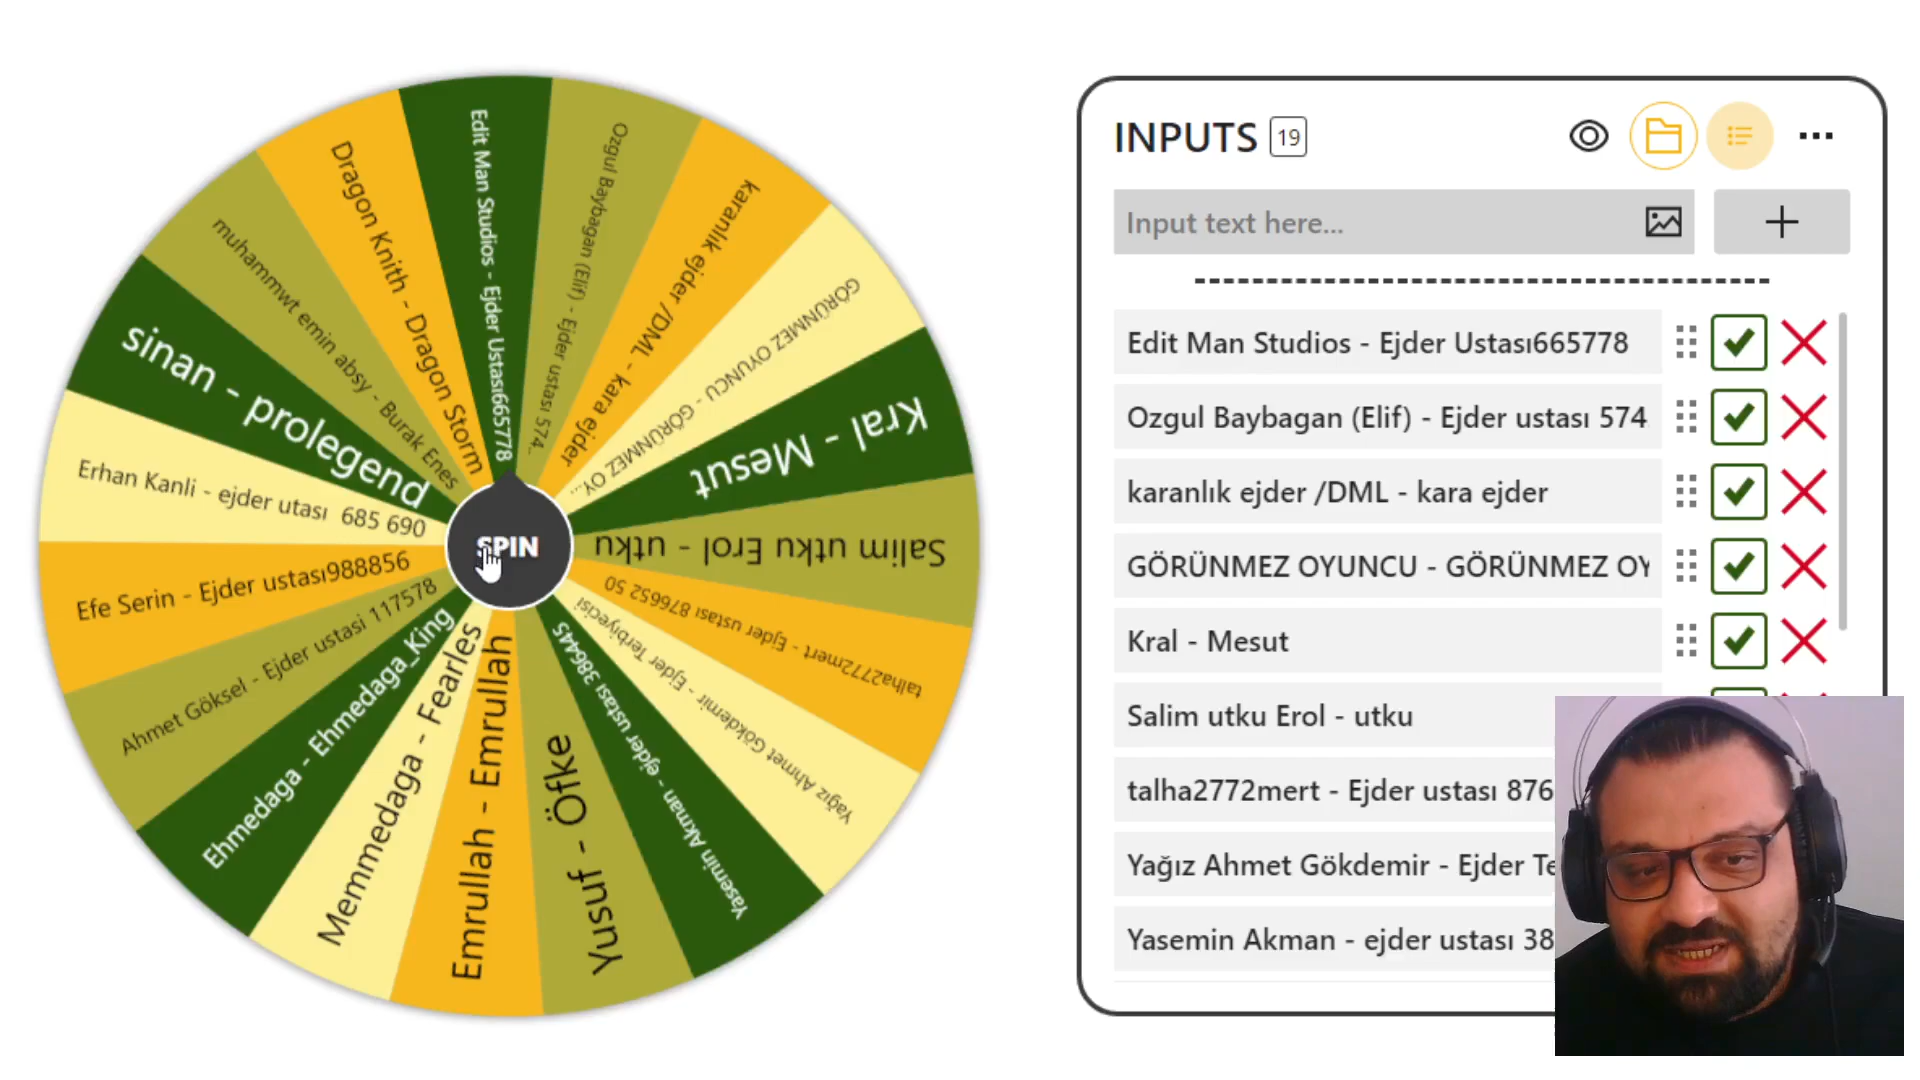 Edit Man Studios - Ejder Ustası665778
Ozgul Baybagan (Elif) - Ejder ustası 574...
karanlık ejder /DML - kara ejder
GÖRÜNMEZ OYUNCU - GÖRÜNMEZ OY...
Kral - Mesut
Salim utku Erol - utku
talha2772mert - Ejder ustası 876652 50
Yağız Ahmet Gökdemir - Ejder Terbiyecisi
Yasemin Akman - ejder ustası 386445
Yusuf - Öfke
Emrullah - Emrullah
Memmedaga - Fearles
Ehmedaga - Ehmedaga_King
Ahmet Göksel - Ejder ustasi 117578
Efe Serin - Ejder ustası988856
Erhan Kanli - ejder utası 685 690
sinan - prolegend
muhammwt emin absy - Burak Enes
Dragon Knith - Dragon Storm
SPIN
INPUTS 19
Input text here...
Edit Man Studios - Ejder Ustası665778
Ozgul Baybagan (Elif) - Ejder ustası 574
karanlık ejder /DML - kara ejder
GÖRÜNMEZ OYUNCU - GÖRÜNMEZ OY
Kral - Mesut
Salim utku Erol - utku
talha2772mert - Ejder ustası 876
Yağız Ahmet Gökdemir - Ejder Te
Yasemin Akman - ejder ustası 38